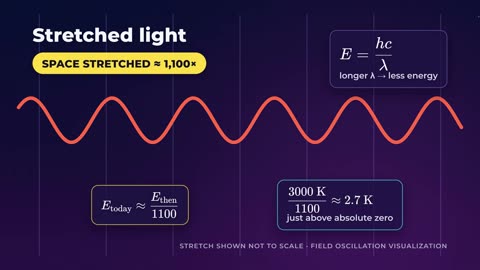 Stretched light
SPACE STRETCHED ≈ 1,100×
E = hc/λ
longer λ → less energy
E_today ≈ E_then/1100
3000 K/1100 ≈ 2.7 K
just above absolute zero
STRETCH SHOWN NOT TO SCALE · FIELD OSCILLATION VISUALIZATION